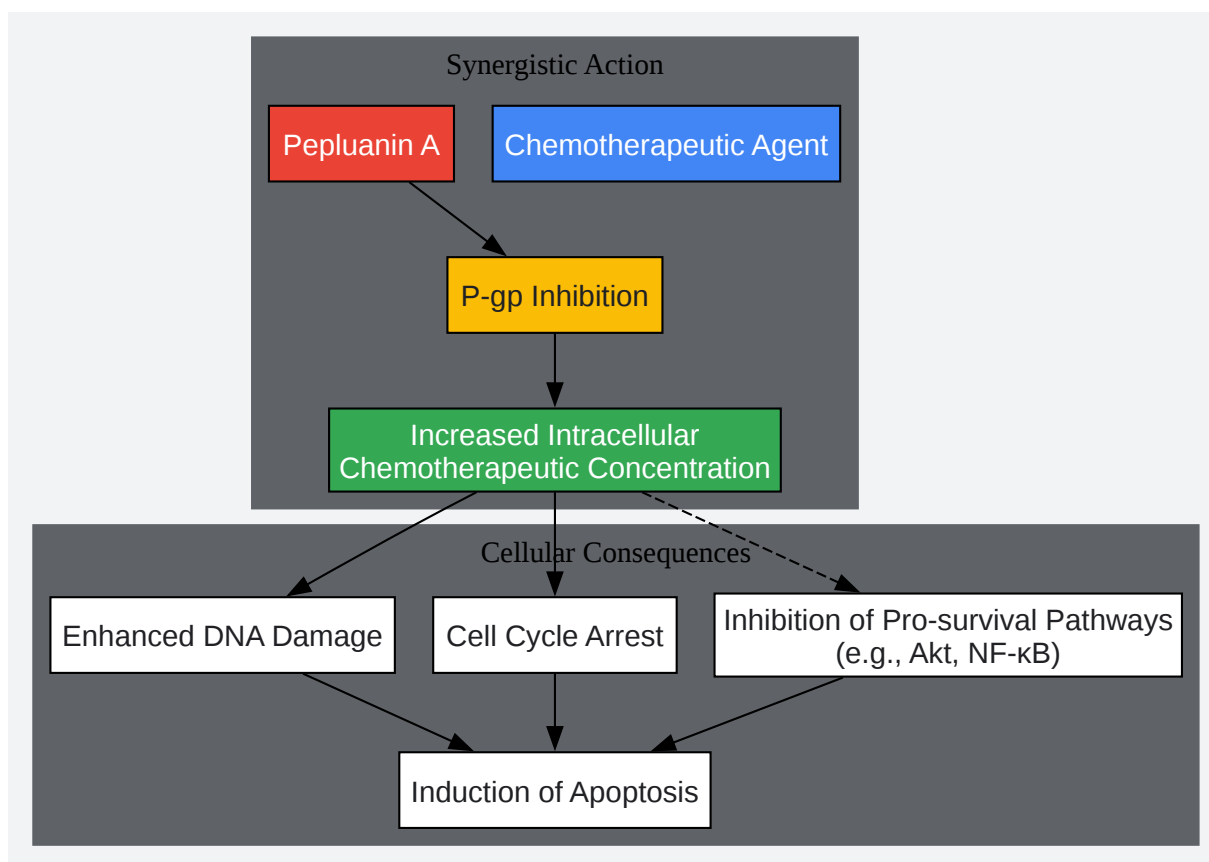 Synergistic Action
Pepluanin A
Chemotherapeutic Agent
P-gp Inhibition
Increased Intracellular
Chemotherapeutic Concentration
Cellular Consequences
Enhanced DNA Damage
Cell Cycle Arrest
Inhibition of Pro-survival Pathways
(e.g., Akt, NF-κB)
Induction of Apoptosis